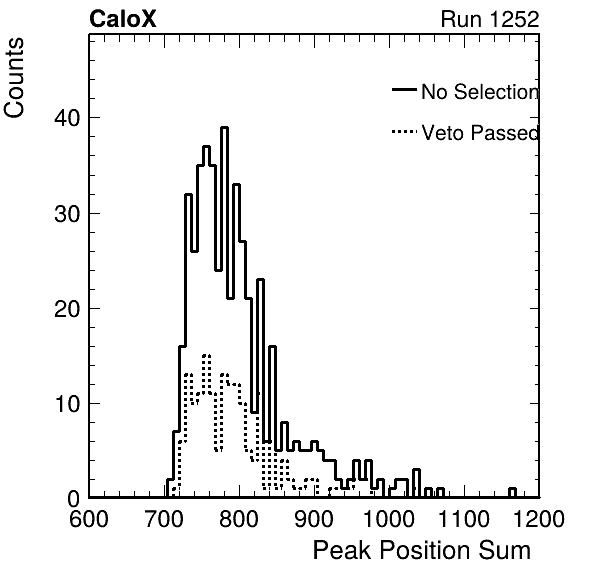 CaloX
Run 1252
Counts
No Selection
Veto Passed
40
30
20
10
0
600 700 800 900 1000 1100 1200
Peak Position Sum